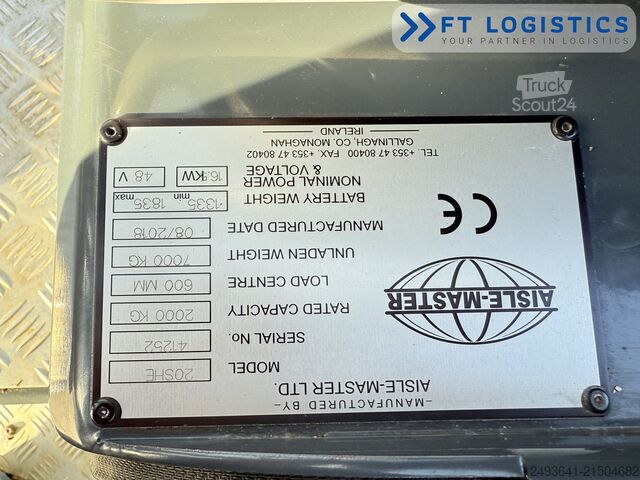 FT LOGISTICS
YOUR PARTNER IN LOGISTICS
Truck
Scout24
— MANUFACTURED BY —
AISLE-MASTER LTD.
AISLE-MASTER
CE
MODEL 20SHE
SERIAL No. 41252
RATED CAPACITY 2000 KG
LOAD CENTRE 600 MM
UNLADEN WEIGHT 7000 KG
MANUFACTURED DATE 08/2018
BATTERY WEIGHT 1335 min 1835 max
NOMINAL POWER
& VOLTAGE 16.5 KW 48 V
TEL. +353 47 80400 FAX. +353 47 80402
GALLINAGH, CO. MONAGHAN
— IRELAND —
2493641-21504682